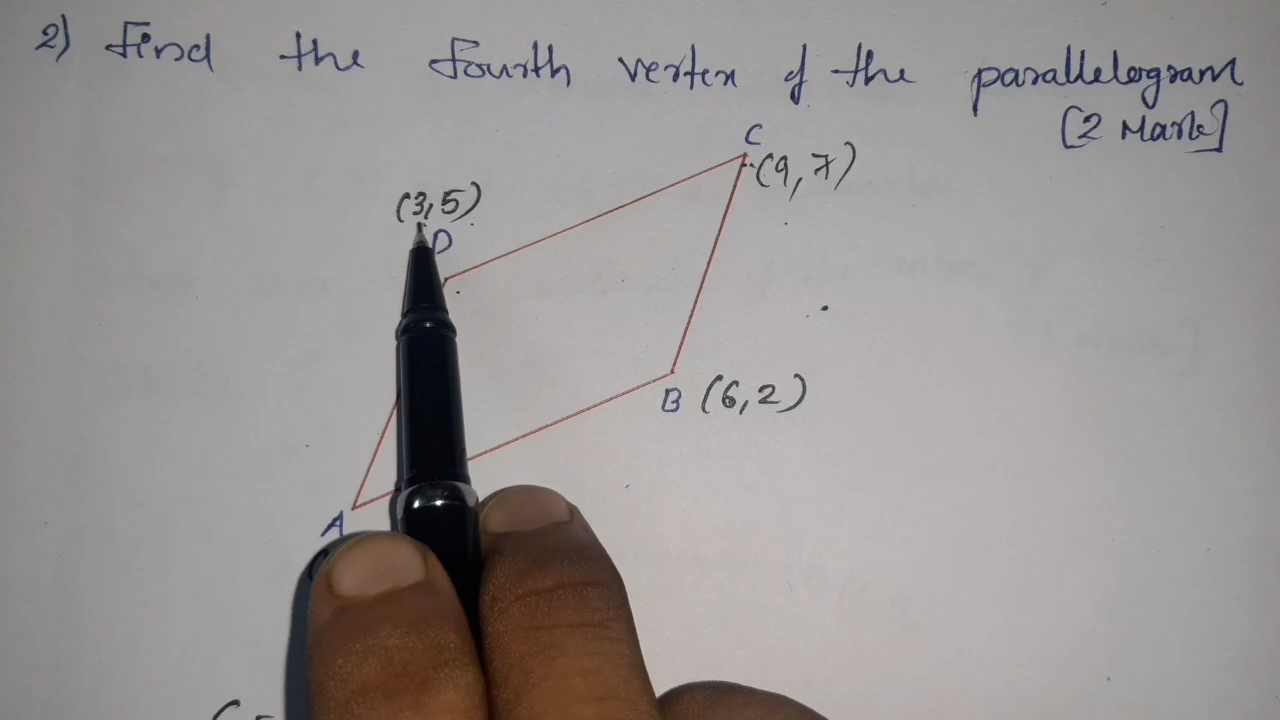 2) Find the fourth vertex of the parallelogram
[2 Mark]
C
(9,7)
(3,5)
D
B (6,2)
A